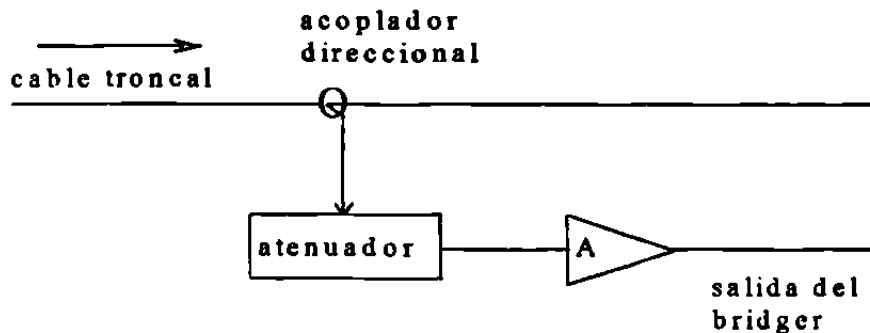 acoplador
direccional
cable troncal
atenuador
A
salida del
bridger